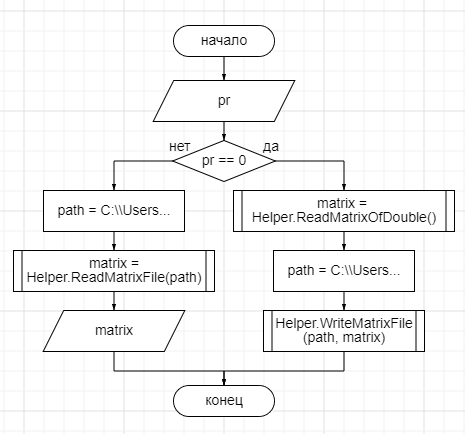 начало
pr
нет
да
pr == 0
path = C:\\Users...
matrix =
Helper.ReadMatrixOfDouble()
matrix =
Helper.ReadMatrixFile(path)
path = C:\\Users...
matrix
Helper.WriteMatrixFile
(path, matrix)
конец